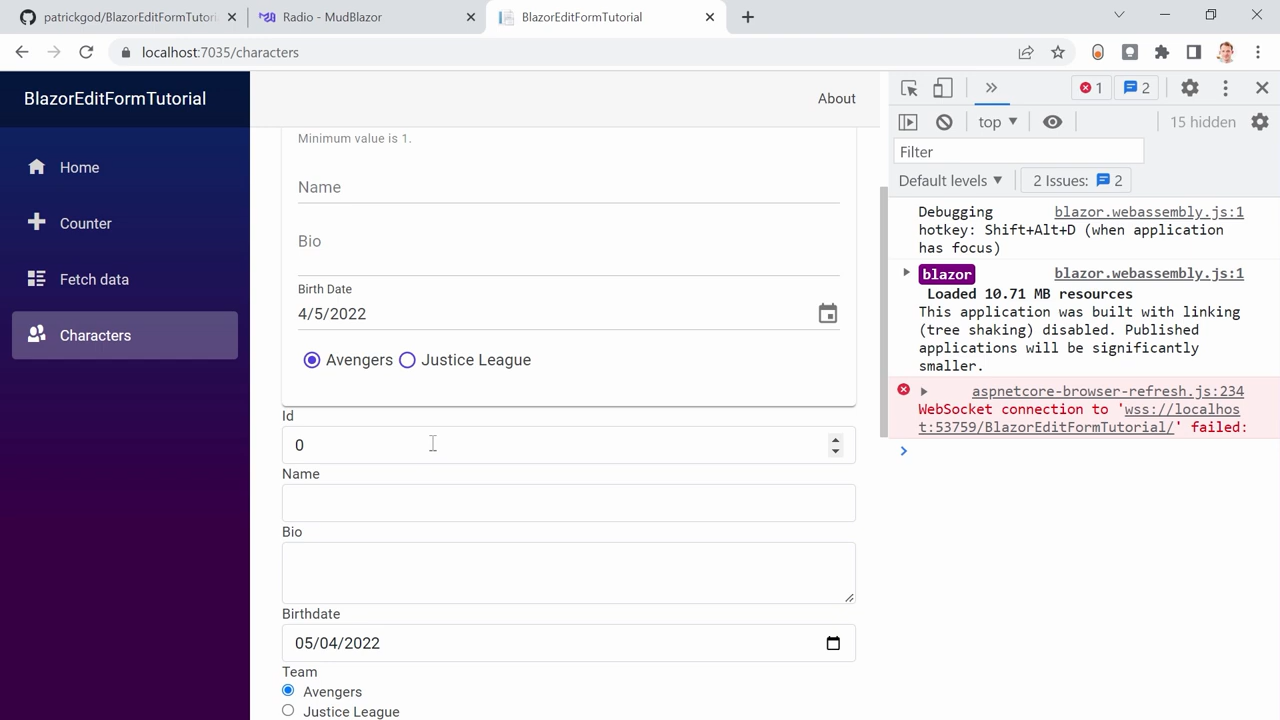 patrickgod/BlazorEditFormTutori
Radio - MudBlazor
BlazorEditFormTutorial
localhost:7035/characters
BlazorEditFormTutorial
About
Home
Counter
Fetch data
Characters
Minimum value is 1.
Name
Bio
Birth Date
4/5/2022
Avengers
Justice League
Id
0
Name
Bio
Birthdate
05/04/2022
Team
Avengers
Justice League
1
2
top
15 hidden
Filter
Default levels
2 Issues:
2
Debugging blazor.webassembly.js:1
hotkey: Shift+Alt+D (when application
has focus)
blazor blazor.webassembly.js:1
Loaded 10.71 MB resources
This application was built with linking
(tree shaking) disabled. Published
applications will be significantly
smaller.
aspnetcore-browser-refresh.js:234
WebSocket connection to 'wss://localhos
t:53759/BlazorEditFormTutorial/' failed: